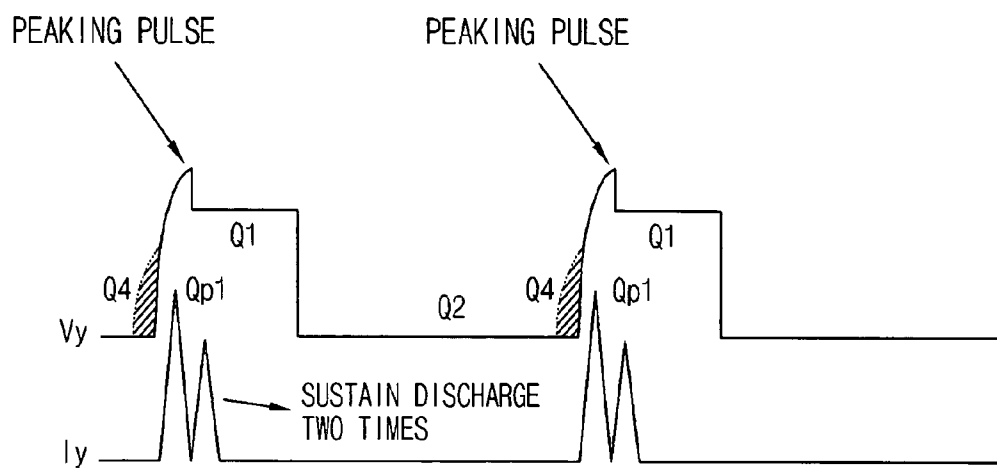 PEAKING PULSE
PEAKING PULSE
Q1
Q1
Q4
Qp1
Q2
Q4
Qp1
Vy
SUSTAIN DISCHARGE
TWO TIMES
Iy